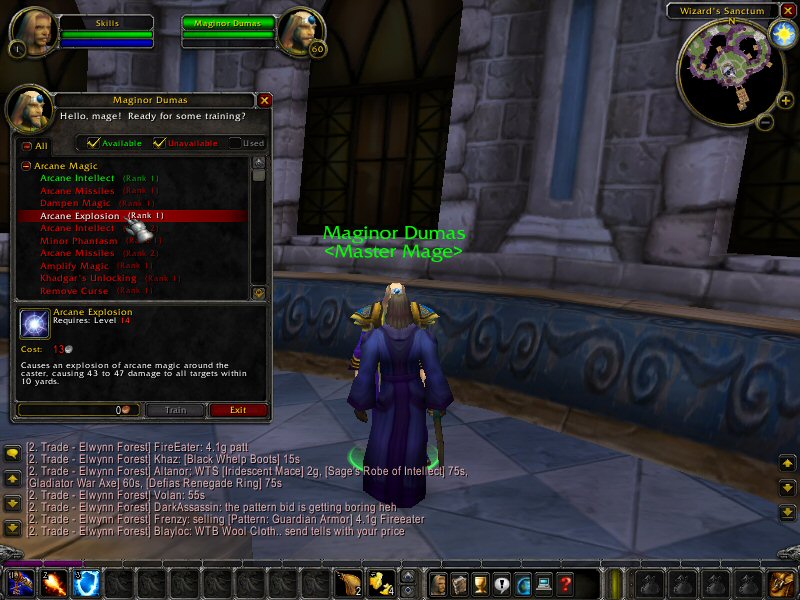 Skills
1
Maginor Dumas
60
Wizard's Sanctum
N
Maginor Dumas
Hello, mage! Ready for some training?
All
Available
Unavailable
Used
Arcane Magic
Arcane Intellect (Rank 1)
Arcane Missiles (Rank 1)
Dampen Magic (Rank 1)
Arcane Explosion (Rank 1)
Arcane Intellect 2)
Minor Phantasm 1)
Arcane Missiles (Rank 2)
Amplify Magic (Rank 1)
Khadgar's Unlocking (Rank 1)
Remove Curse (Rank 1)
Arcane Explosion
Requires: Level 14
Cost: 13
Causes an explosion of arcane magic around the
caster, causing 43 to 47 damage to all targets within
10 yards.
0
Train
Exit
Maginor Dumas
<Master Mage>
[2. Trade - Elwynn Forest] FireEater: 4.1g patt
[2. Trade - Elwynn Forest] Khaz: [Black Whelp Boots] 15s
[2. Trade - Elwynn Forest] Altanor: WTS [Iridescent Mace] 2g, [Sage's Robe of Intellect] 75s,
Gladiator War Axe] 60s, [Defias Renegade Ring] 75s
[2. Trade - Elwynn Forest] Volan: 55s
[2. Trade - Elwynn Forest] DarkAssassin: the pattern bid is getting boring heh
[2. Trade - Elwynn Forest] Frenzy: selling [Pattern: Guardian Armor] 4.1g Fireeater
[2. Trade - Elwynn Forest] Blayloc: WTB Wool Cloth.. send tells with your price
1
2
3
2
4